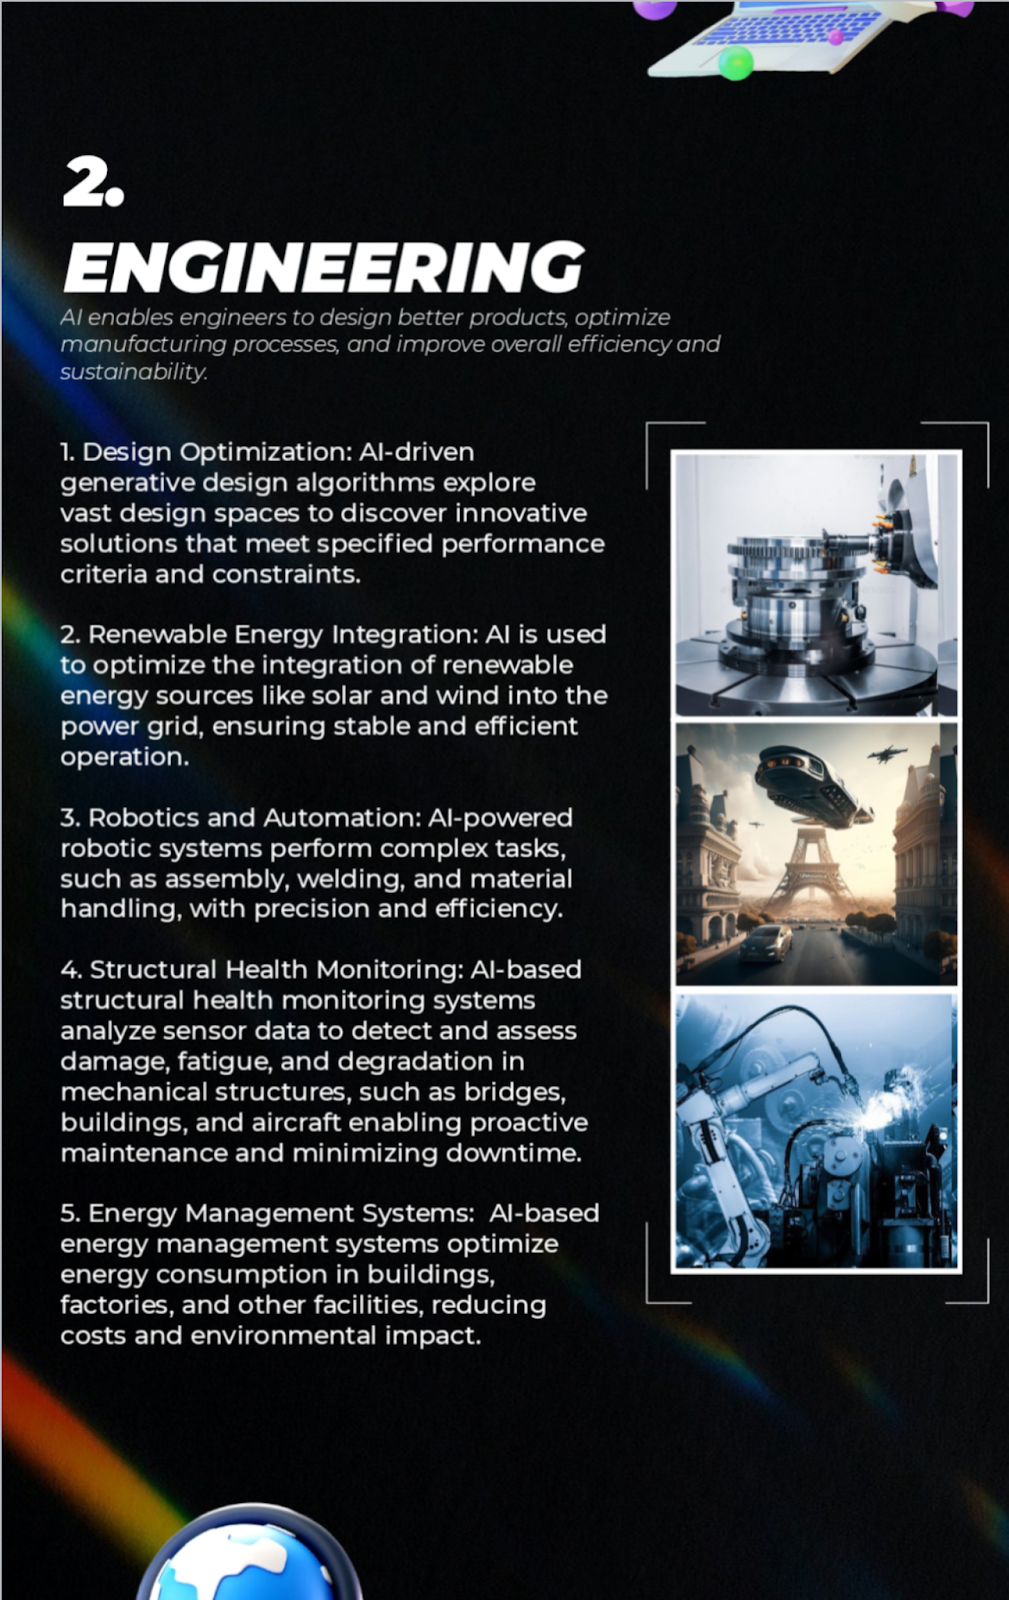 2.
ENGINEERING
AI enables engineers to design better products, optimize
manufacturing processes, and improve overall efficiency and
sustainability.
1. Design Optimization: AI-driven
generative design algorithms explore
vast design spaces to discover innovative
solutions that meet specified performance
criteria and constraints.
2. Renewable Energy Integration: AI is used
to optimize the integration of renewable
energy sources like solar and wind into the
power grid, ensuring stable and efficient
operation.
3. Robotics and Automation: AI-powered
robotic systems perform complex tasks,
such as assembly, welding, and material
handling, with precision and efficiency.
4. Structural Health Monitoring: AI-based
structural health monitoring systems
analyze sensor data to detect and assess
damage, fatigue, and degradation in
mechanical structures, such as bridges,
buildings, and aircraft enabling proactive
maintenance and minimizing downtime.
5. Energy Management Systems:  AI-based
energy management systems optimize
energy consumption in buildings,
factories, and other facilities, reducing
costs and environmental impact.